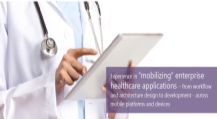 Experience in "mobilizing" enterprise
healthcare applications – from workflow
and architecture design to development – across
mobile platforms and devices